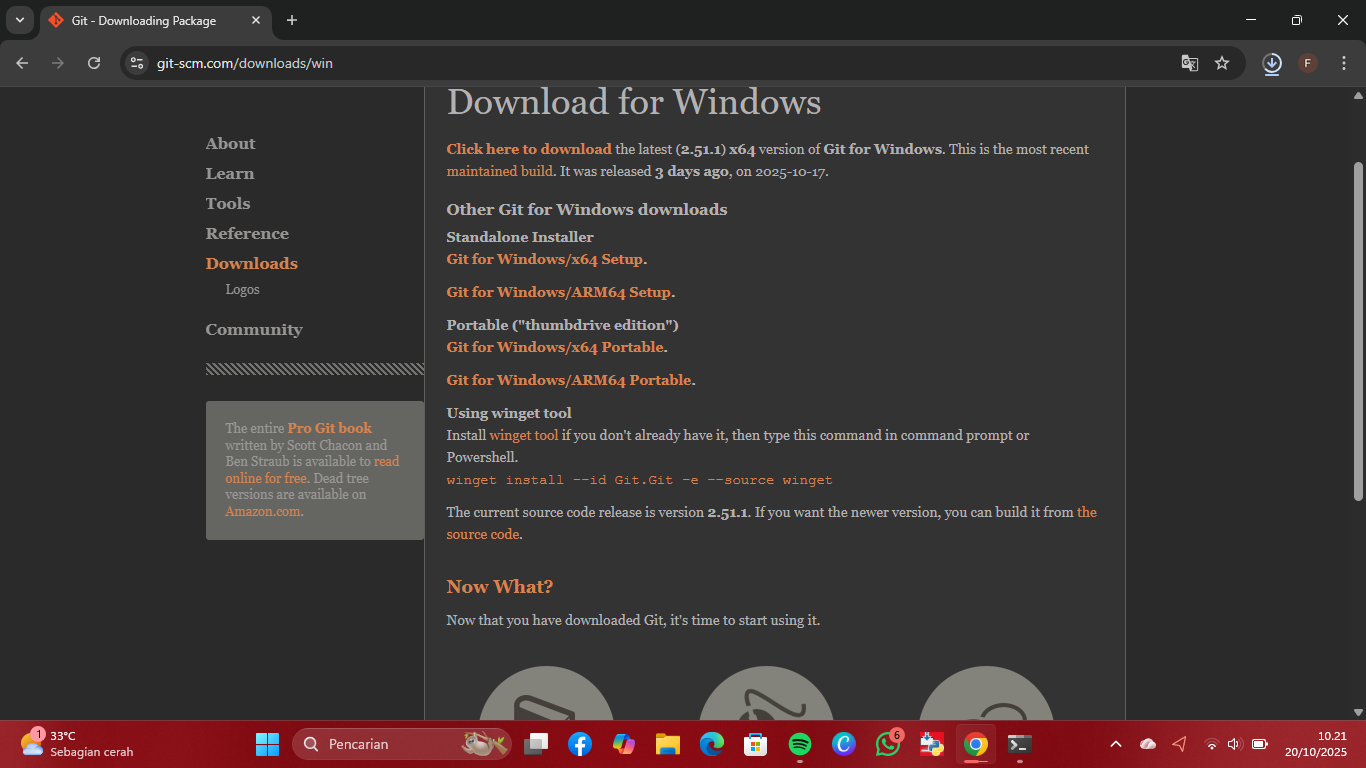 Git - Downloading Package
git-scm.com/downloads/win
F
Download for Windows
About
Learn
Tools
Reference
Downloads
Logos
Community
The entire Pro Git book
written by Scott Chacon and
Ben Straub is available to read
online for free. Dead tree
versions are available on
Amazon.com.
Click here to download the latest (2.51.1) x64 version of Git for Windows. This is the most recent
maintained build. It was released 3 days ago, on 2025-10-17.
Other Git for Windows downloads
Standalone Installer
Git for Windows/x64 Setup.
Git for Windows/ARM64 Setup.
Portable ("thumbdrive edition")
Git for Windows/x64 Portable.
Git for Windows/ARM64 Portable.
Using winget tool
Install winget tool if you don't already have it, then type this command in command prompt or
Powershell.
winget install --id Git.Git -e --source winget
The current source code release is version 2.51.1. If you want the newer version, you can build it from the
source code.
Now What?
Now that you have downloaded Git, it's time to start using it.
1
33°C
Sebagian cerah
Pencarian
6
10.21
20/10/2025